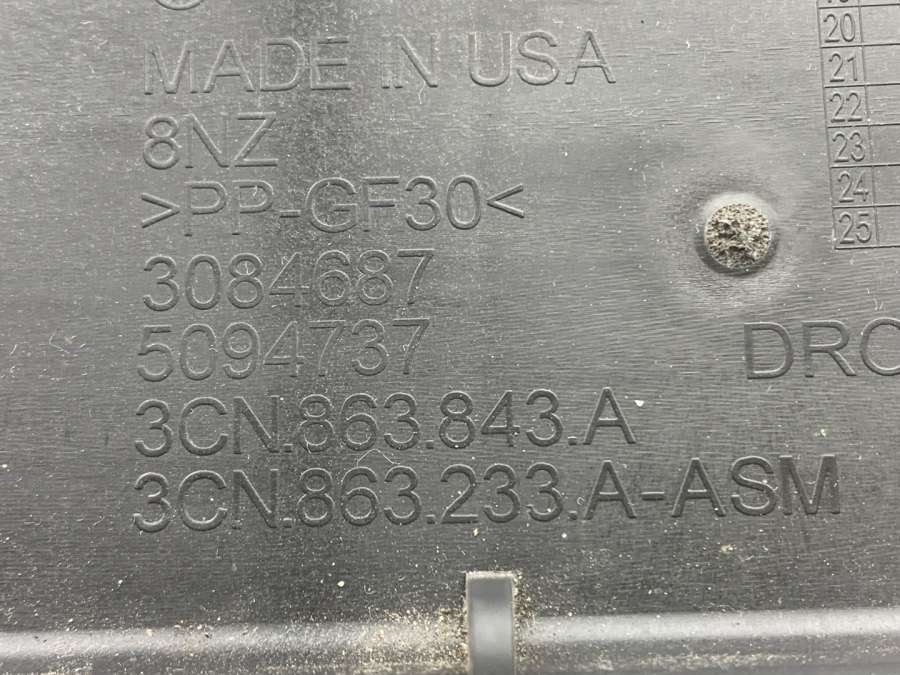 MADE IN USA
8NZ
>PP-GF30<
3084687
5094737
3CN.863.843.A
3CN.863.233.A-ASM
20
21
22
23
24
25
DRO